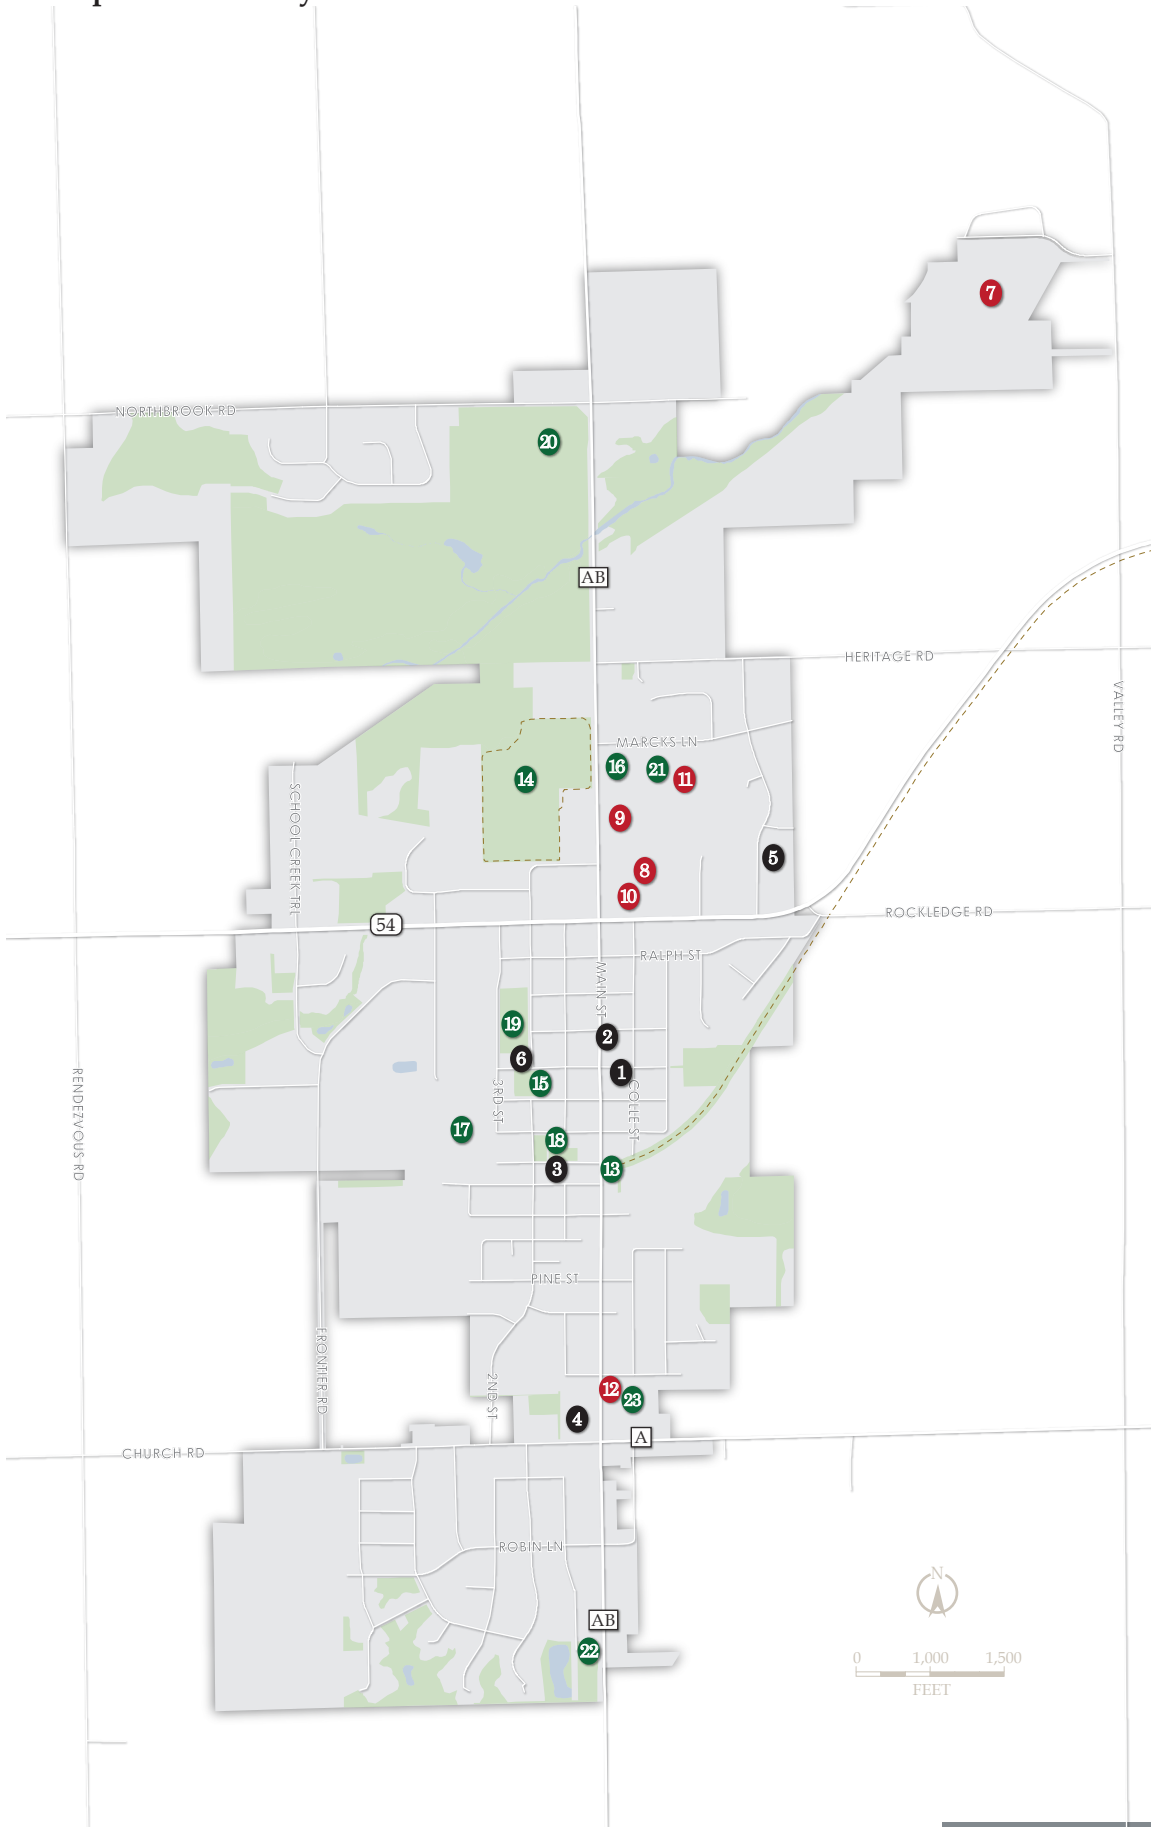 7
NORTHBROOK RD
20
AB
HERITAGE RD
VALLEY RD
MARCKS LN
16
21
11
14
SCHOOL CREEK TRL
9
5
8
10
ROCKLEDGE RD
54
RALPH ST
MAIN ST
19
2
6
1
15
3RD ST
COLLE ST
RENDEZVOUS RD
17
18
3
13
PINE ST
FRONTIER RD
2ND ST
12
23
4
A
CHURCH RD
ROBIN LN
N
AB
22
0 1,000 1,500
FEET